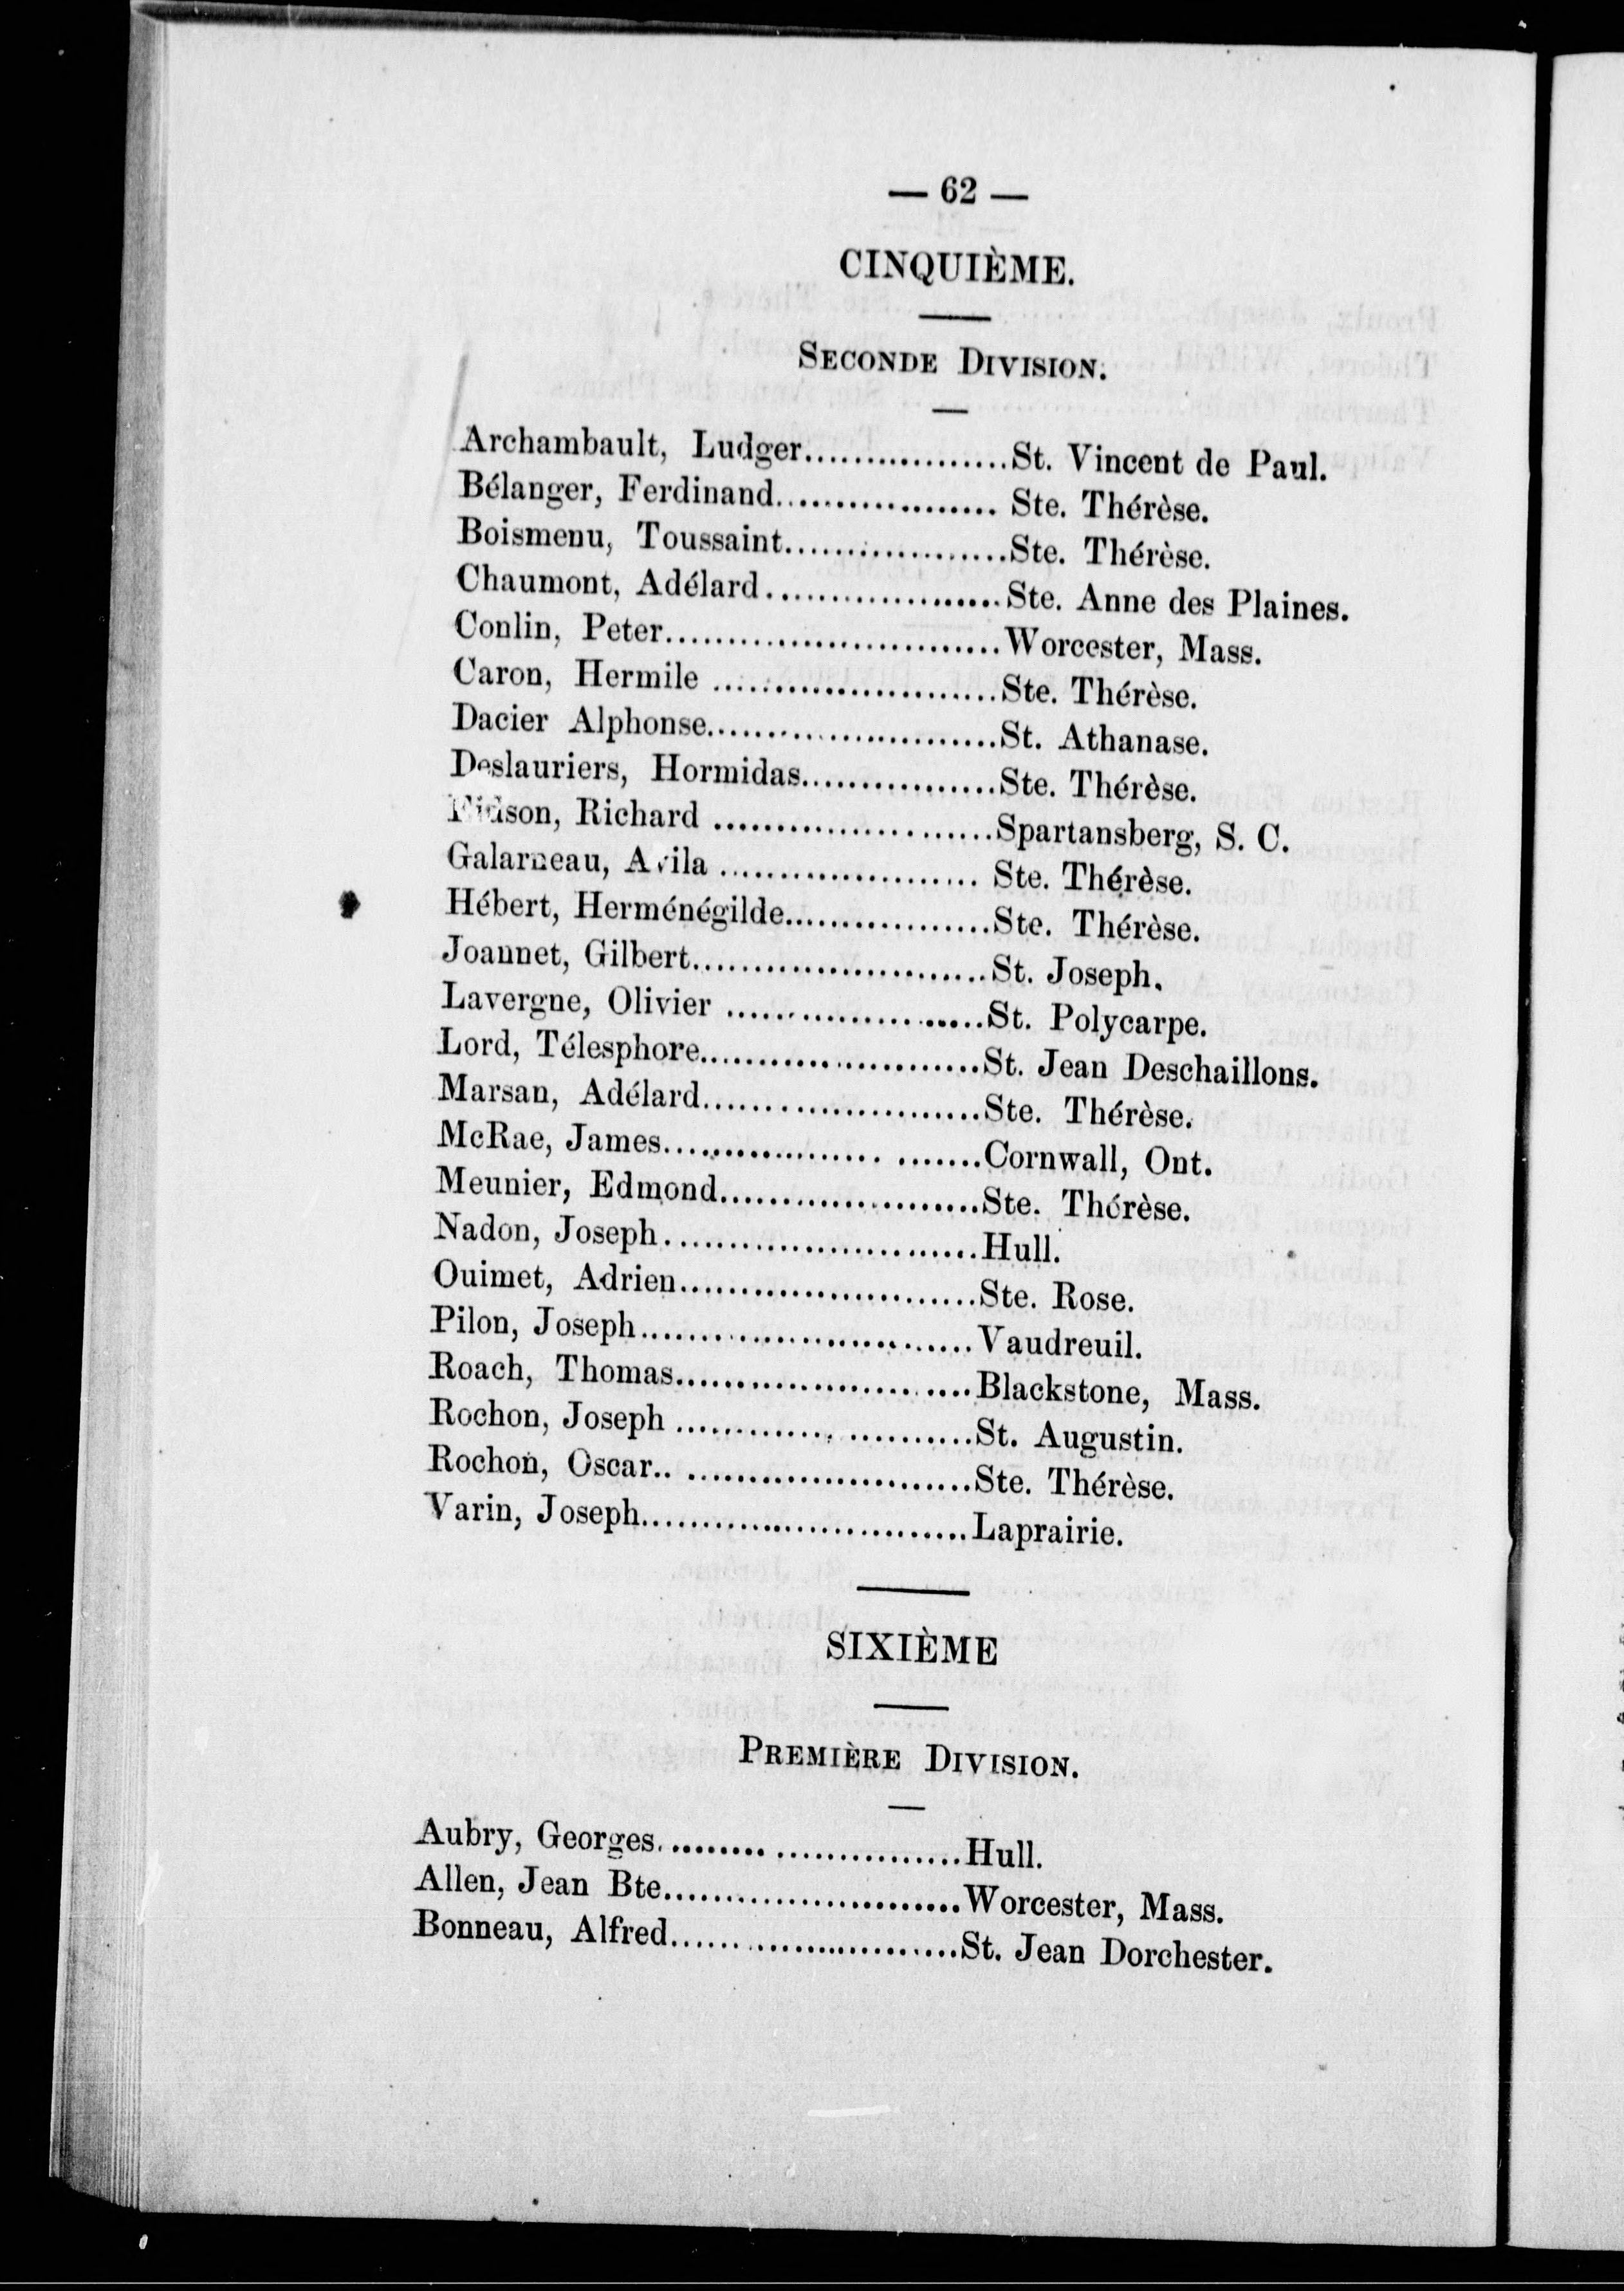 — 62 —
CINQUIÈME.
SECONDE DIVISION.
Archambault, Ludger..................St. Vincent de Paul.
Bélanger, Ferdinand................... Ste. Thérèse.
Boismenu, Toussaint...................Ste. Thérèse.
Chaumont, Adélard....................Ste. Anne des Plaines.
Conlin, Peter............................Worcester, Mass.
Caron, Hermile ........................Ste. Thérèse.
Dacier Alphonse.........................St. Athanase.
Deslauriers, Hormidas................Ste. Thérèse.
Richard .......................Spartansberg, S. C.
Galarneau, Avila ...................... Ste. Thérèse.
Hébert, Herménégilde..................Ste. Thérèse.
Joannet, Gilbert.........................St. Joseph.
Lavergne, Olivier ......................St. Polycarpe.
Lord, Télesphore........................St. Jean Deschaillons.
Marsan, Adélard.......................Ste. Thérèse.
McRae, James.................. .......Cornwall, Ont.
Meunier, Edmond......................Ste. Thérèse.
Nadon, Joseph..........................Hull.
Ouimet, Adrien.........................Ste. Rose.
Pilon, Joseph............................Vaudreuil.
Roach, Thomas.........................Blackstone, Mass.
Rochon, Joseph ............. ..........St. Augustin.
Rochon, Oscar.. ........................Ste. Thérèse.
Varin, Joseph............................Laprairie.
SIXIÈME
PREMIÈRE DIVISION.
Aubry, Georges......... ...............Hull.
Allen, Jean Bte.........................Worcester, Mass.
Bonneau, Alfred........................St. Jean Dorchester.